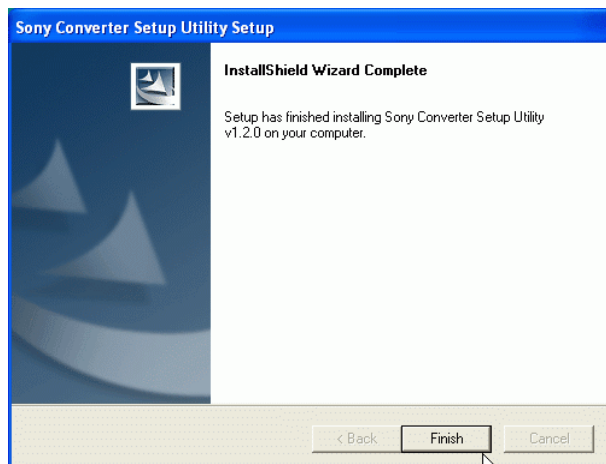 Sony Converter Setup Utility Setup
InstallShield Wizard Complete
Setup has finished installing Sony Converter Setup Utility
v1.2.0 on your computer.
< Back Finish Cancel